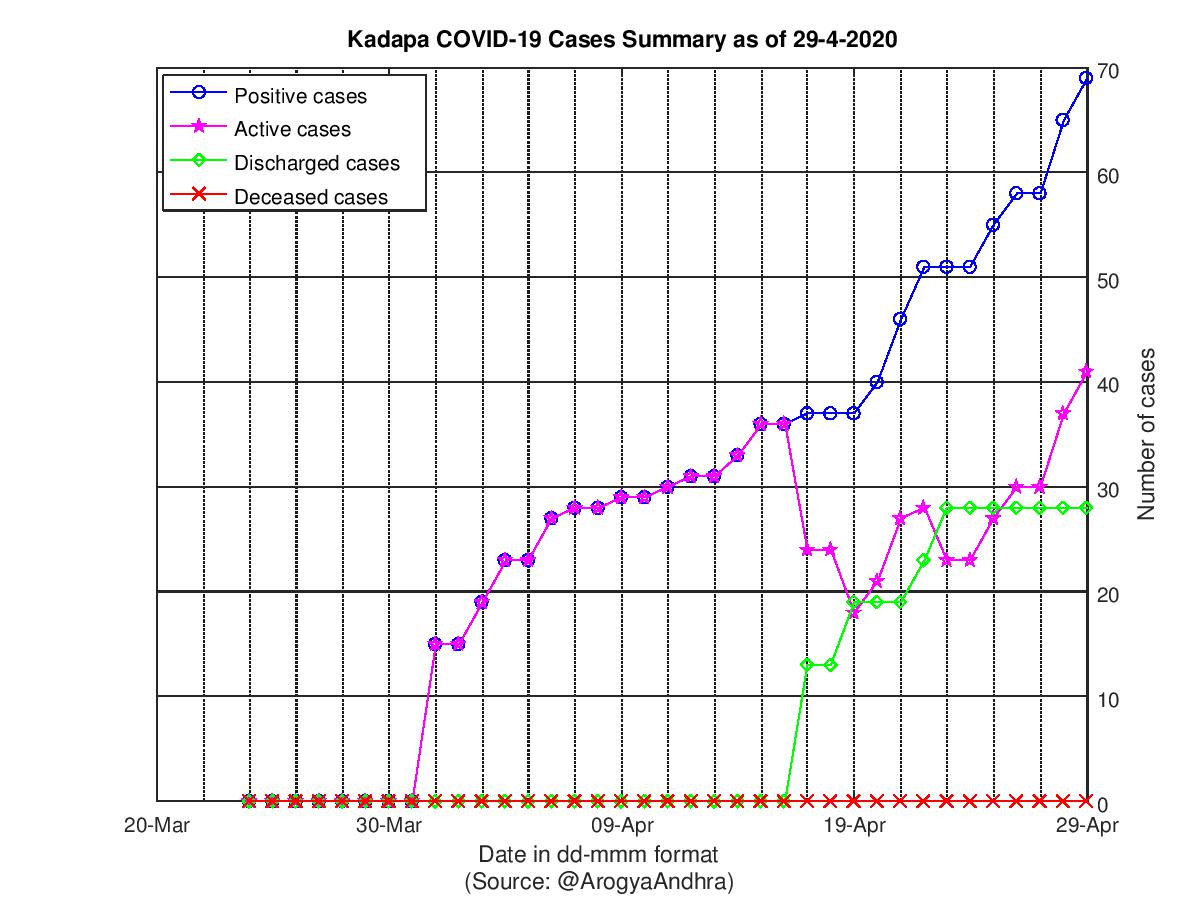 Kadapa COVID-19 Cases Summary as of 29-4-2020
Positive cases
Active cases
Discharged cases
Deceased cases
70
60
50
40
30
20
10
0
Number of cases
20-Mar
30-Mar
09-Apr
19-Apr
29-Apr
Date in dd-mmm format
(Source: @ArogyaAndhra)